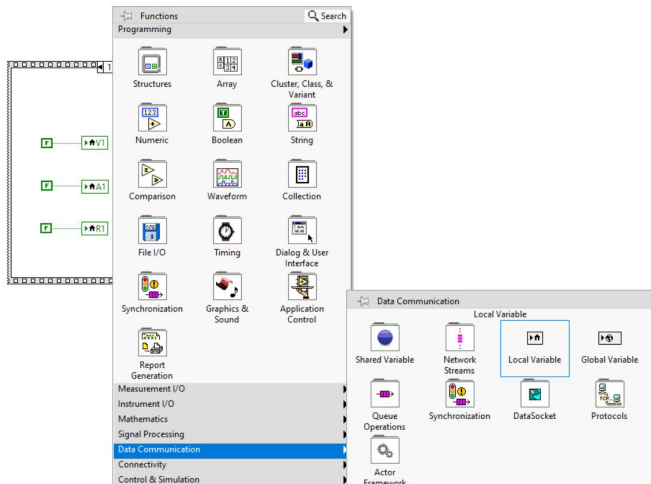 Functions
Search
Programming
1
Structures
Array
Cluster, Class, &
Variant
Numeric
Boolean
String
F
V1
Comparison
Waveform
Collection
F
A1
F
R1
File I/O
Timing
Dialog & User
Interface
Synchronization
Graphics &
Sound
Application
Control
Report
Generation
Measurement I/O
Instrument I/O
Mathematics
Signal Processing
Data Communication
Connectivity
Control & Simulation
Data Communication
Local Variable
Shared Variable
Network
Streams
Local Variable
Global Variable
Queue
Operations
Synchronization
DataSocket
Protocols
Actor
Framework